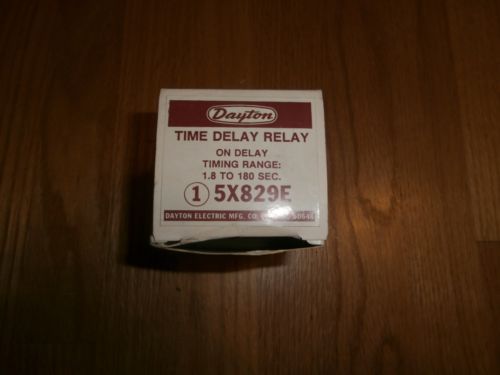 Dayton
TIME DELAY RELAY
ON DELAY
TIMING RANGE:
1.8 TO 180 SEC.
1 5X829E
DAYTON ELECTRIC MFG. CO. 60648